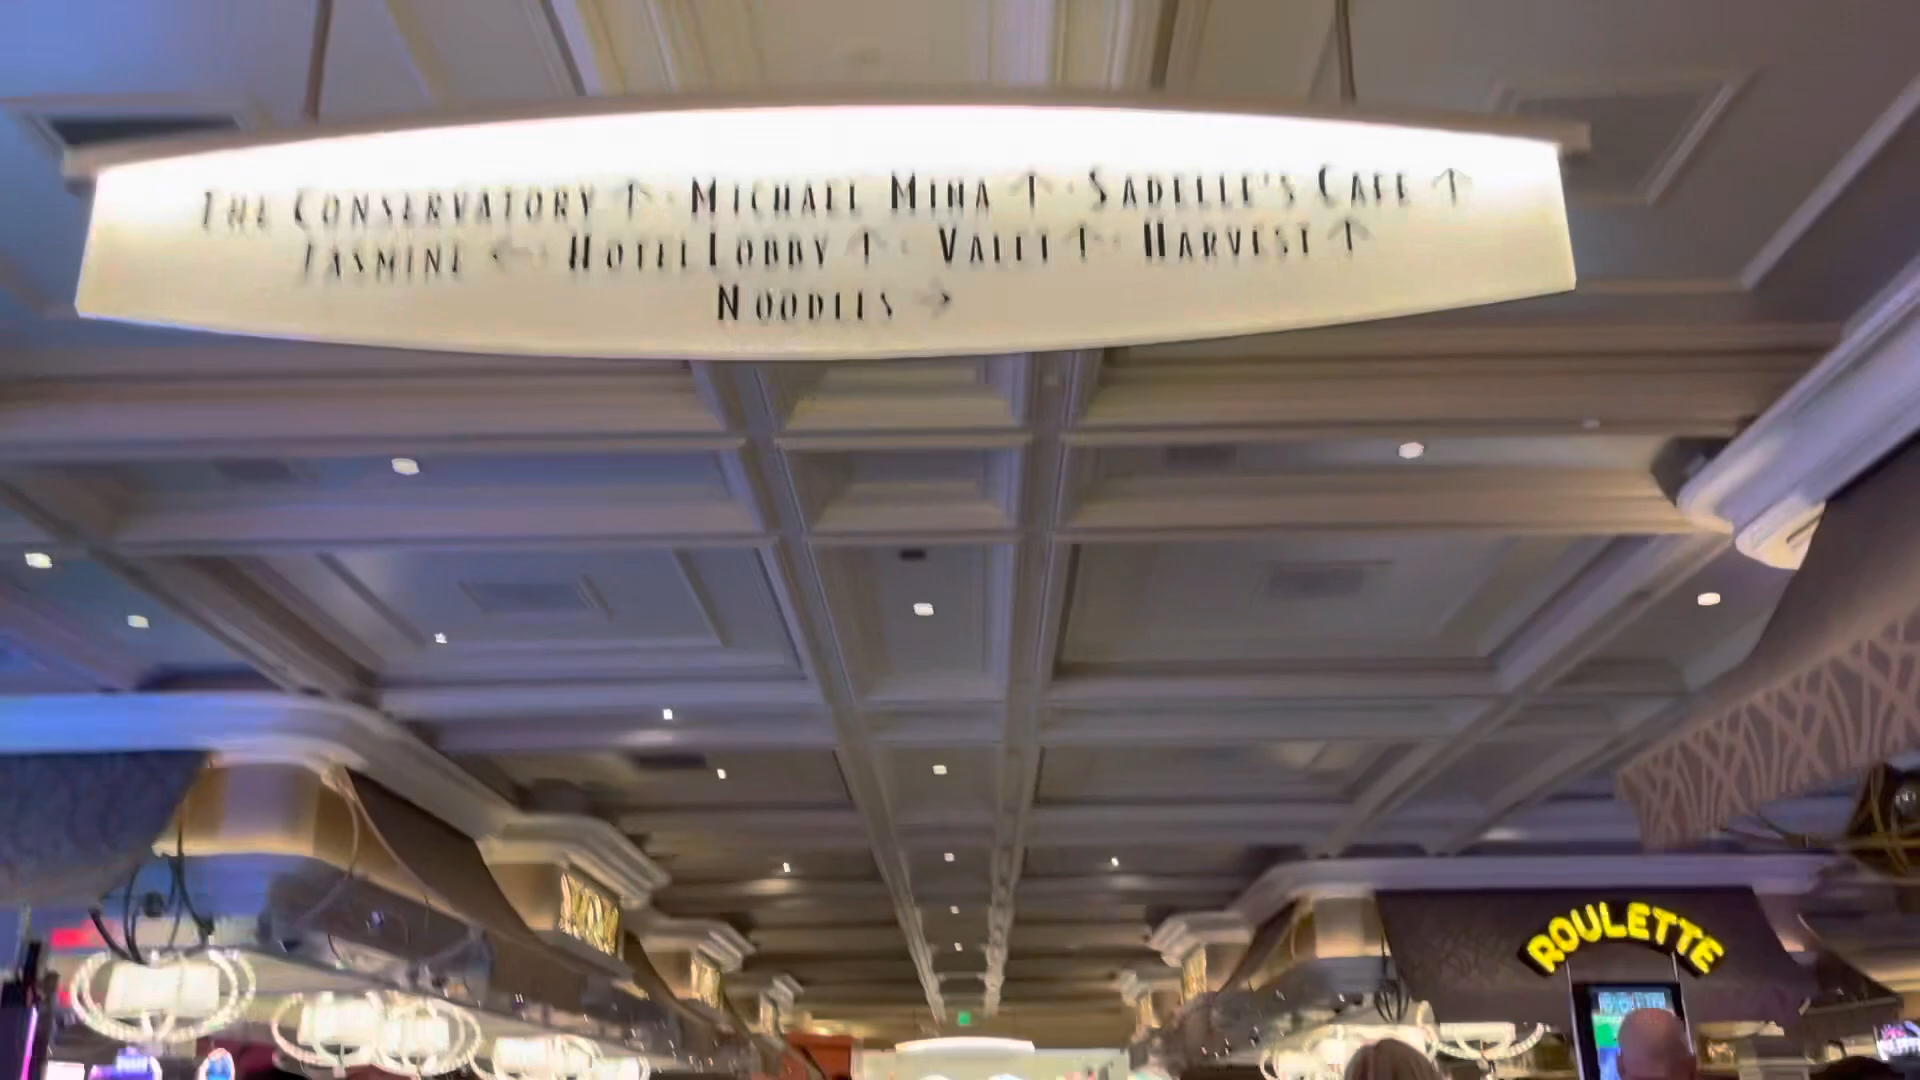 THE CONSERVATORY ↑ · MICHAEL MINA ↑ · SADELLE'S CAFE ↑
JASMINE ← · HOTEL LOBBY ↑ · VALET ↑ · HARVEST ↑
NOODLES →
ROULETTE